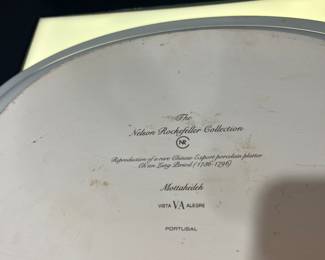 The
Nelson Rockefeller Collection
NR
Reproduction of a rare Chinese Export porcelain platter
Ch'ien Lung Period (1736-1796)
Mottahedeh
VISTA VA ALEGRE
PORTUGAL